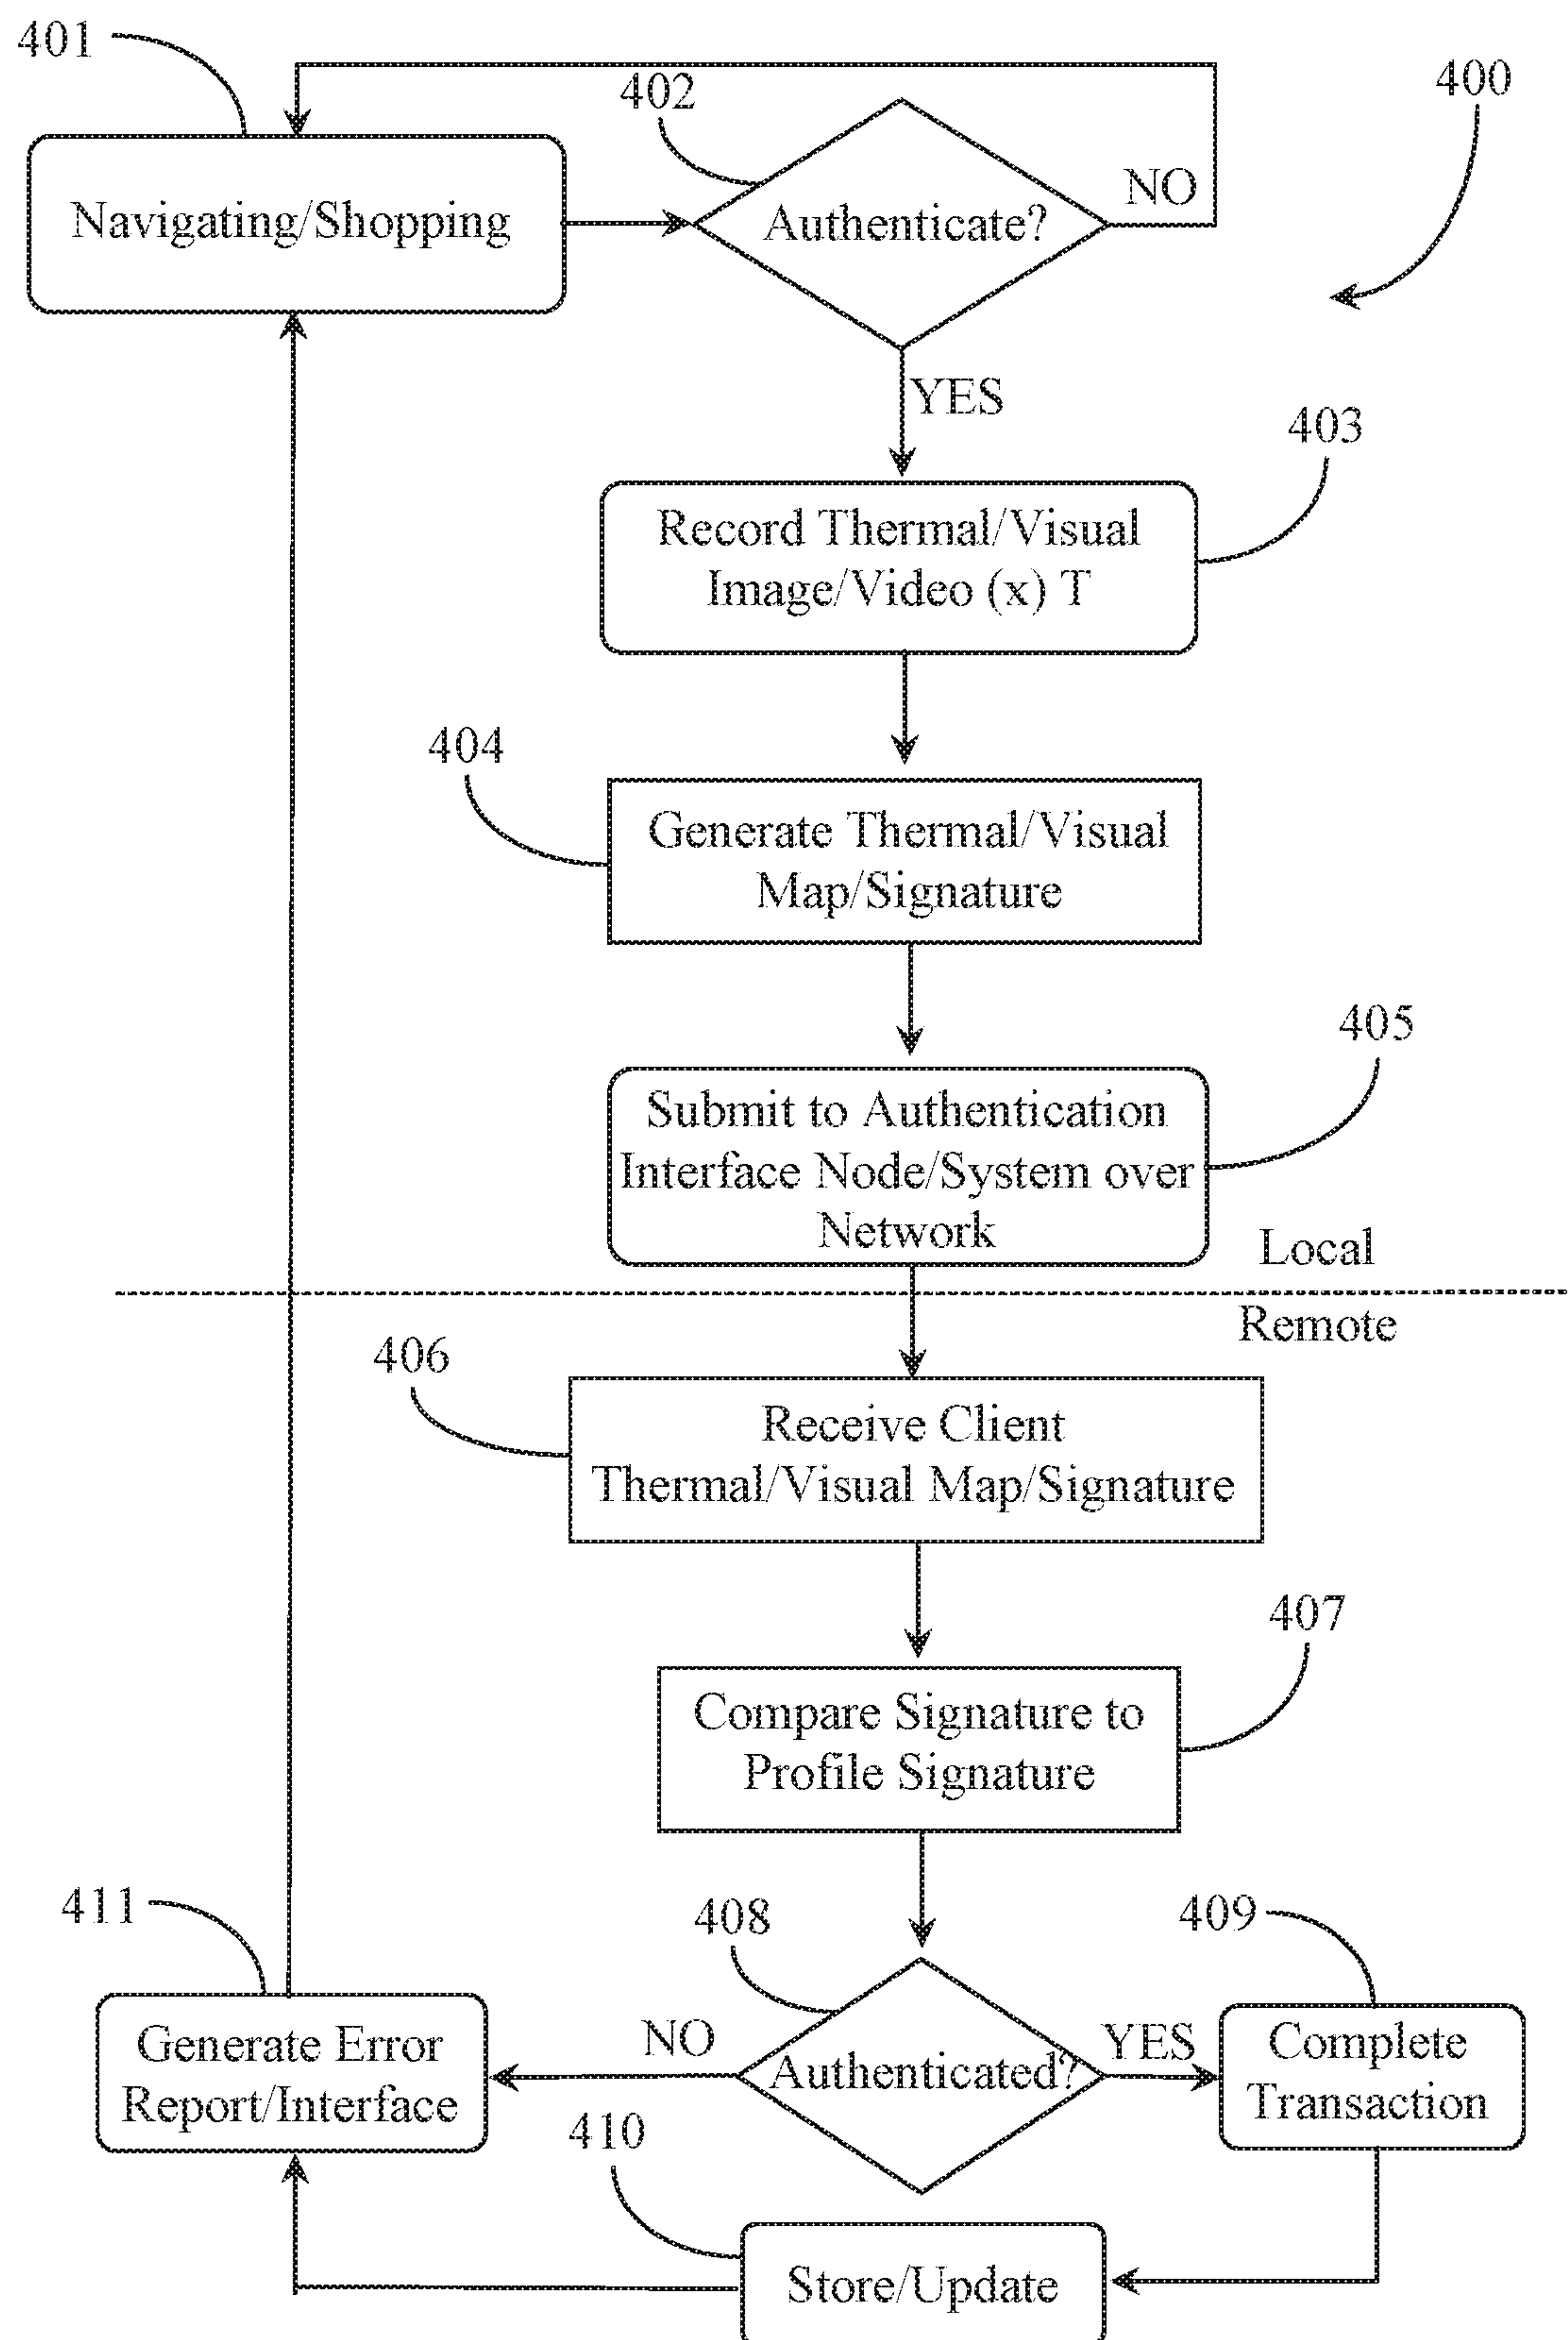 401
402
400
Navigating/Shopping
Authenticate?
NO
YES
403
Record Thermal/Visual
Image/Video (x) T
404
Generate Thermal/Visual
Map/Signature
405
Submit to Authentication
Interface Node/System over
Network
Local
Remote
406
Receive Client
Thermal/Visual Map/Signature
407
Compare Signature to
Profile Signature
411
408
409
Generate Error
Report/Interface
NO
Authenticated?
YES
Complete
Transaction
410
Store/Update